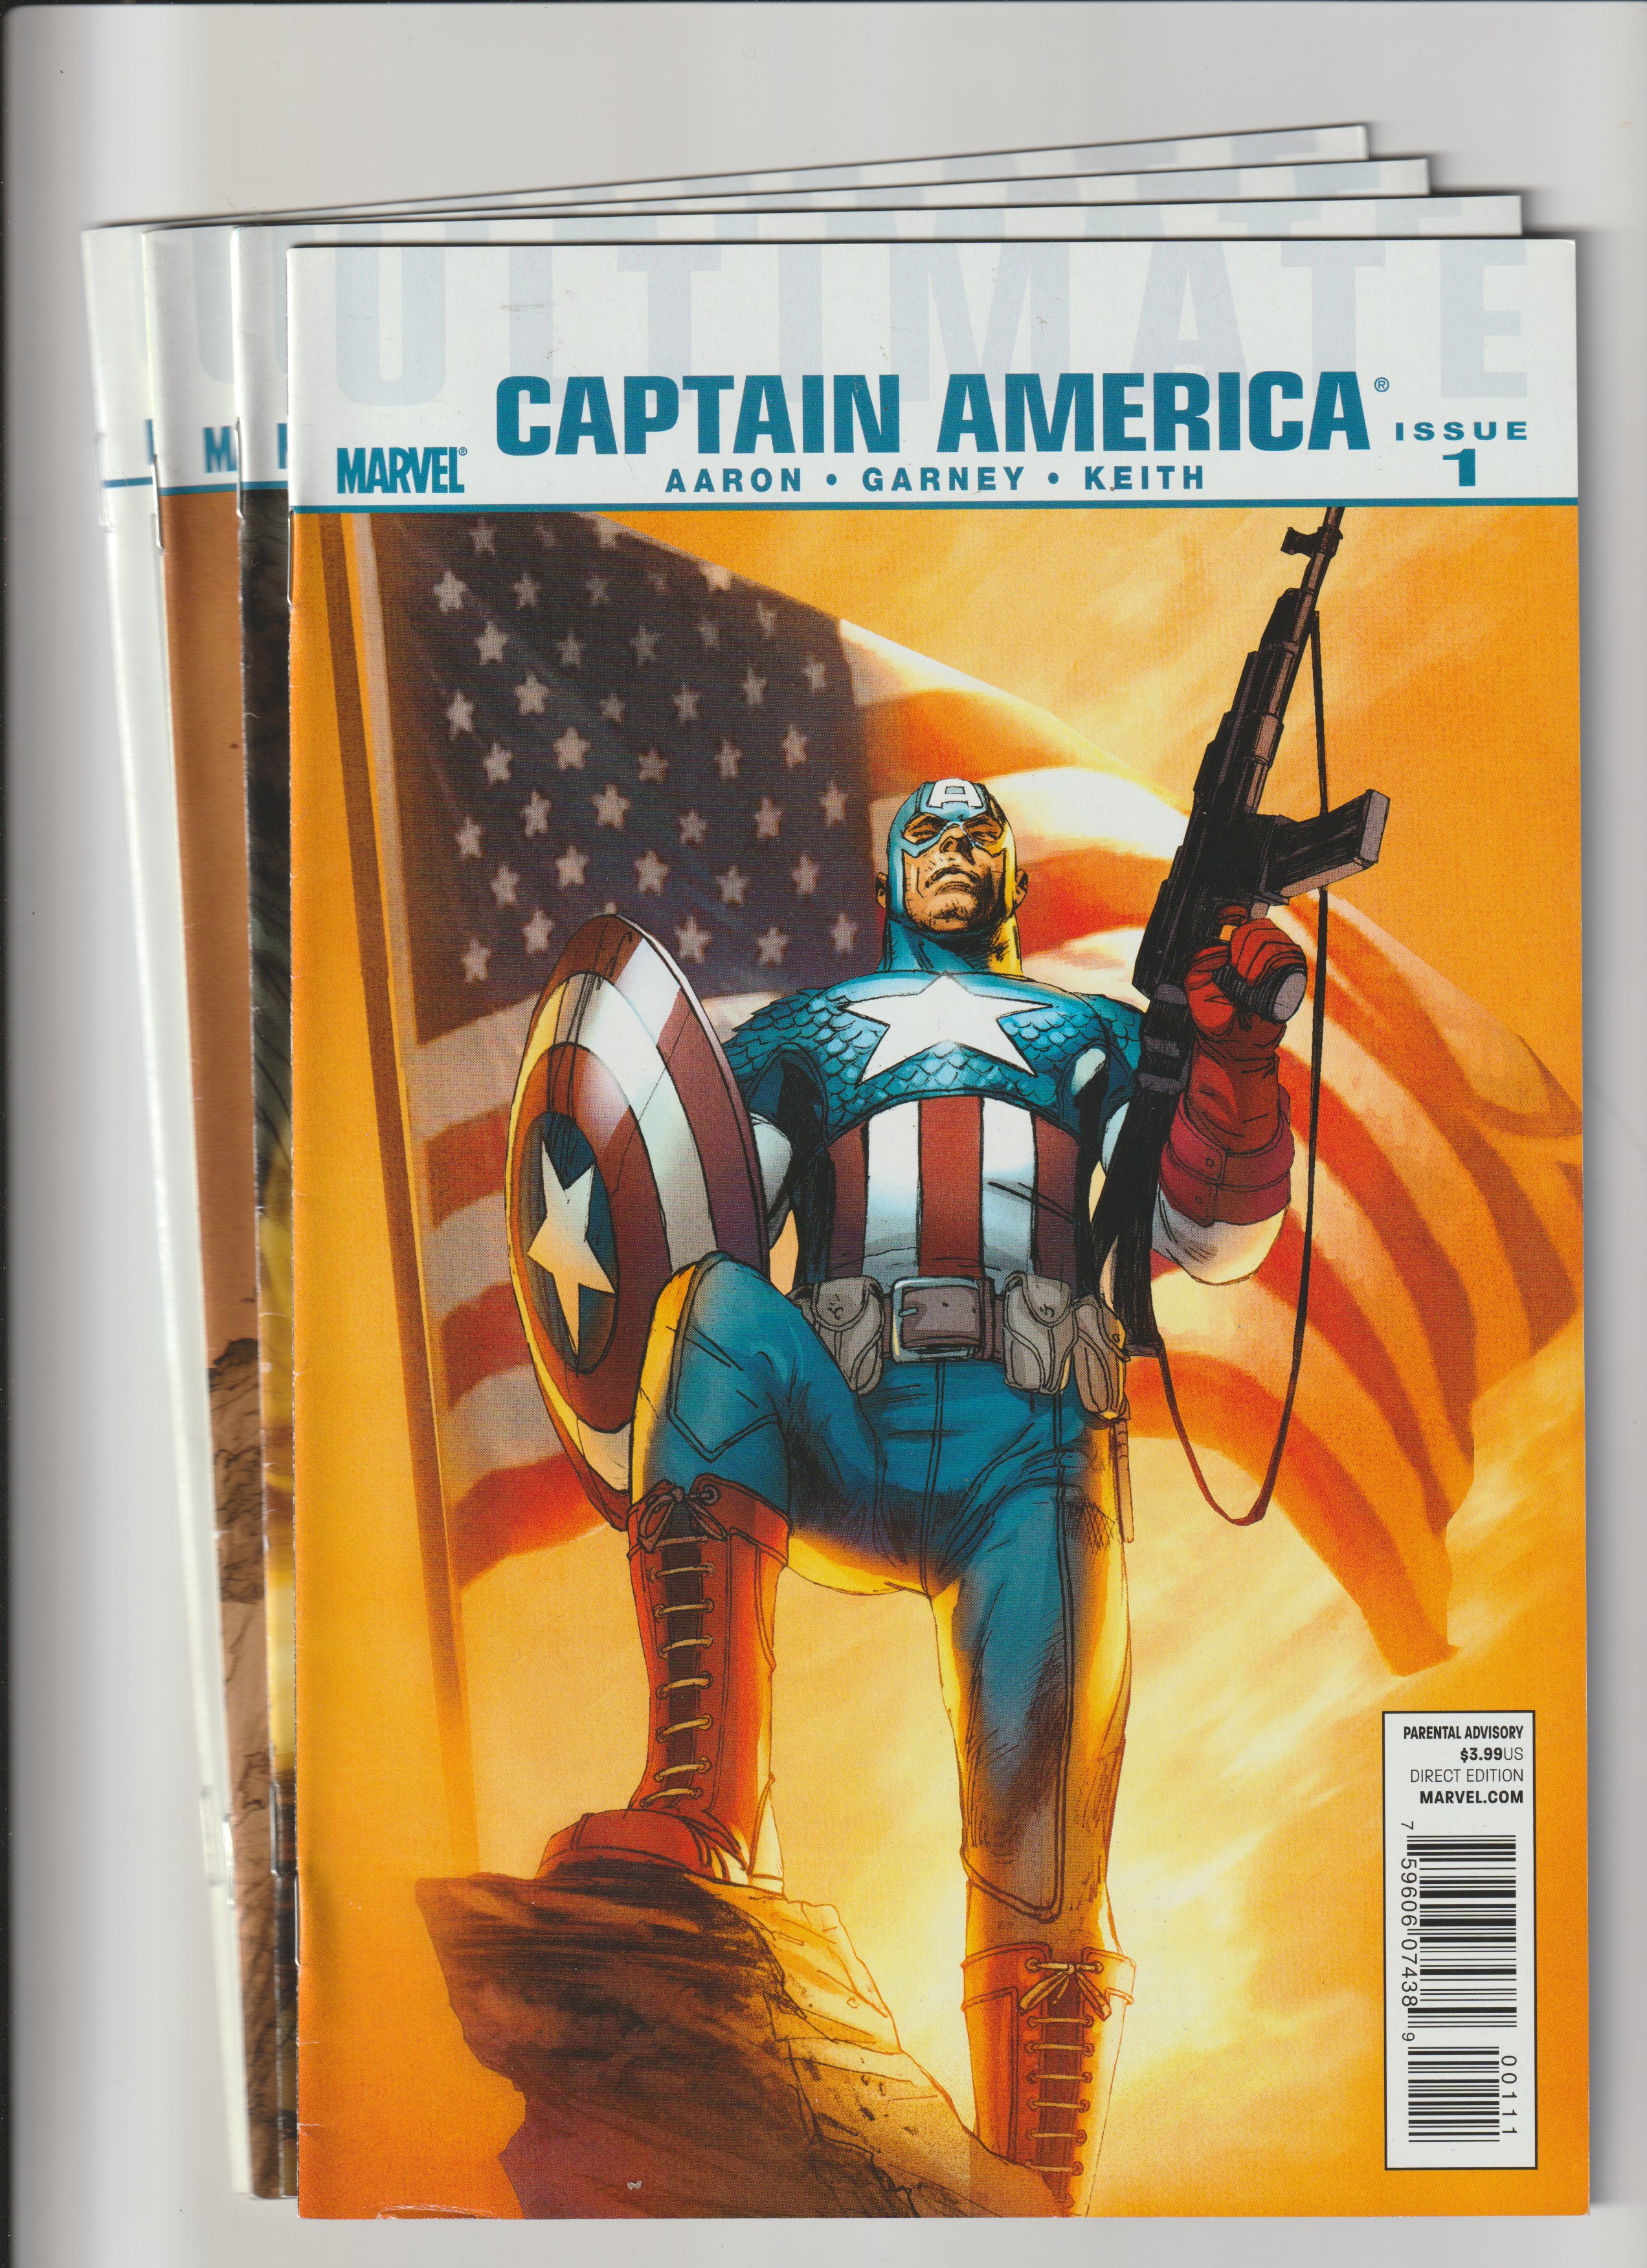 ULTIMATE
CAPTAIN AMERICA®
MARVEL®
AARON • GARNEY • KEITH
ISSUE
1
A
PARENTAL ADVISORY
$3.99US
DIRECT EDITION
MARVEL.COM
7 59606 07438 9
00111